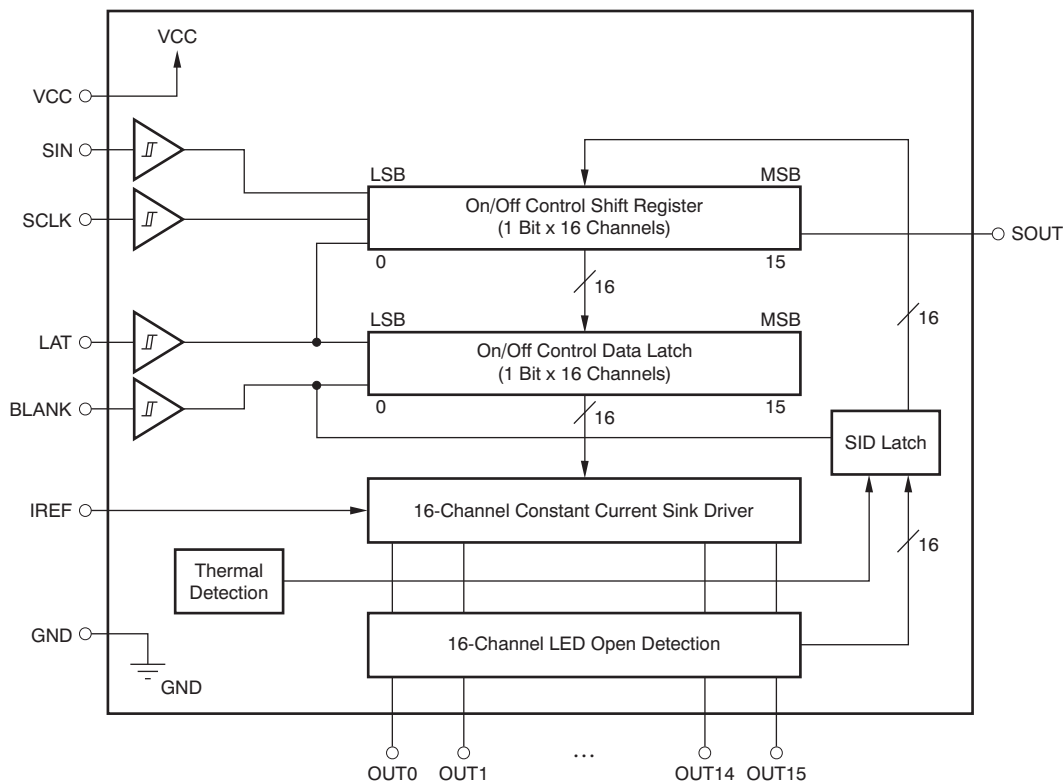 VCC
VCC
SIN
LSB
MSB
SCLK
On/Off Control Shift Register
(1 Bit x 16 Channels)
SOUT
0
15
16
16
LSB
MSB
LAT
On/Off Control Data Latch
(1 Bit x 16 Channels)
BLANK
0
15
16
SID Latch
IREF
16-Channel Constant Current Sink Driver
16
Thermal
Detection
GND
16-Channel LED Open Detection
GND
OUT0
OUT1
...
OUT14
OUT15